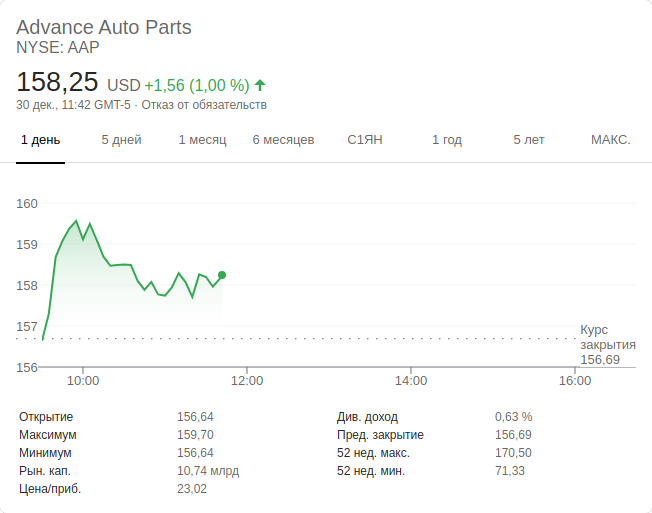 Advance Auto Parts
NYSE: AAP
158,25 USD +1,56 (1,00 %)
30 дек., 11:42 GMT-5 · Отказ от обязательств
1 день 5 дней 1 месяц 6 месяцев С1ЯН 1 год 5 лет МАКС.
160
159
158
157
156
Курс
закрытия
156,69
10:00 12:00 14:00 16:00
Открытие 156,64 Див. доход 0,63 %
Максимум 159,70 Пред. закрытие 156,69
Минимум 156,64 52 нед. макс. 170,50
Рын. кап. 10,74 млрд 52 нед. мин. 71,33
Цена/приб. 23,02